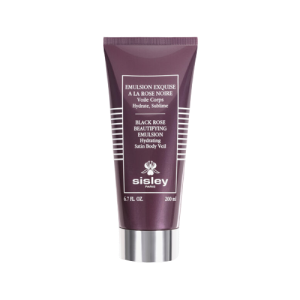 EMULSION EXQUISE
A LA ROSE NOIRE
Voile Corps
Hydrate, Sublime
BLACK ROSE
BEAUTIFYING
EMULSION
Hydrating
Satin Body Veil
sisley
PARIS
6.7 FL. OZ. 200 ml